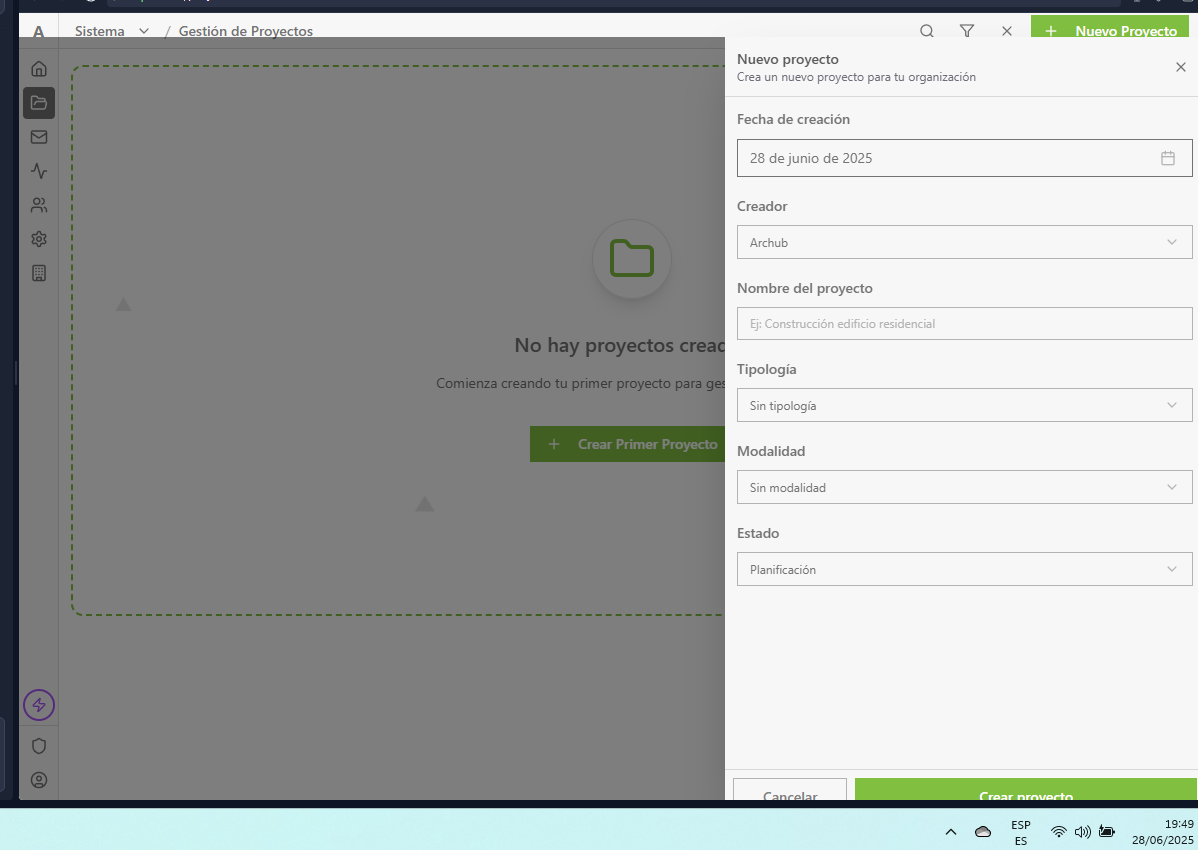 A
Sistema / Gestión de Proyectos
Nuevo Proyecto
Nuevo proyecto
Crea un nuevo proyecto para tu organización
Fecha de creación
28 de junio de 2025
Creador
Archub
Nombre del proyecto
Ej: Construcción edificio residencial
Tipología
Sin tipología
Modalidad
Sin modalidad
Estado
Planificación
No hay proyectos cread
Comienza creando tu primer proyecto para ges
Crear Primer Proyecto
Cancelar
Crear proyecto
ESP
ES
19:49
28/06/2025